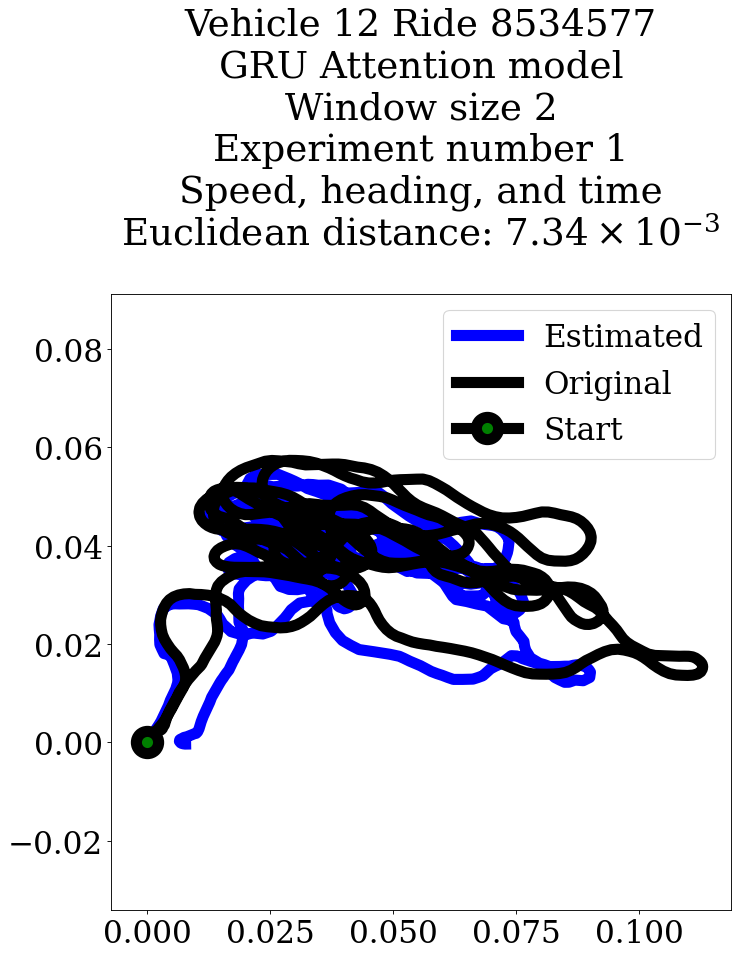 Vehicle 12 Ride 8534577
GRU Attention model
Window size 2
Experiment number 1
Speed, heading, and time
Euclidean distance: 7.34 × 10⁻³
Estimated
Original
Start
0.08
0.06
0.04
0.02
0.00
−0.02
0.000 0.025 0.050 0.075 0.100